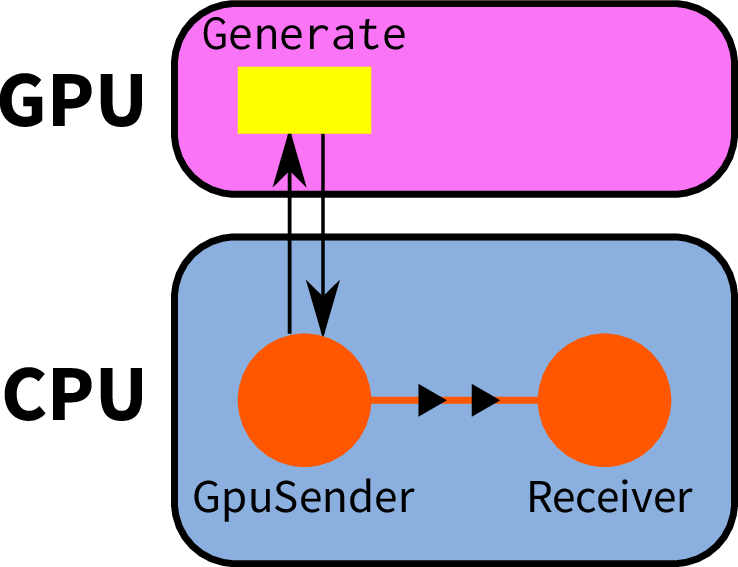 Generate
GPU
CPU
GpuSender
Receiver